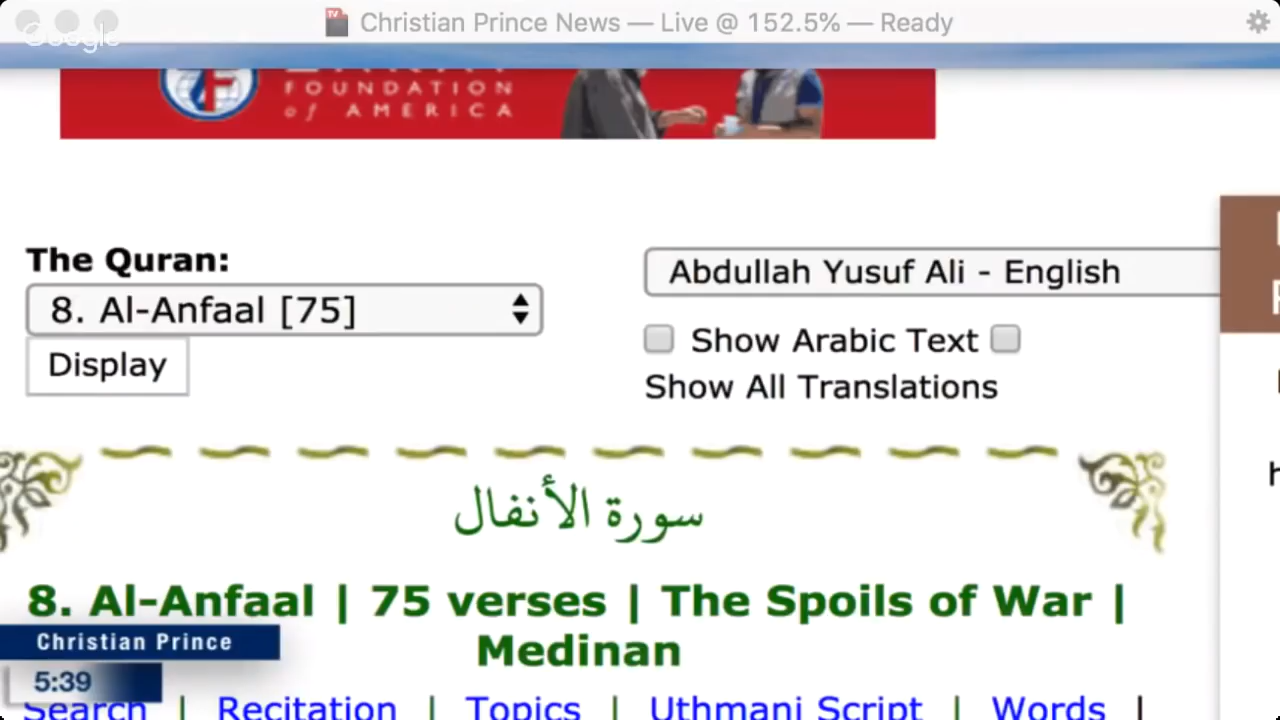 Christian Prince News — Live @ 152.5% — Ready
Google
FOUNDATION
of AMERICA
The Quran:
8. Al-Anfaal [75]
Display
Abdullah Yusuf Ali - English
Show Arabic Text
Show All Translations
سورة الأنفال
8. Al-Anfaal | 75 verses | The Spoils of War |
Medinan
Christian Prince
5:39
Search | Recitation | Topics | Uthmani Script | Words |